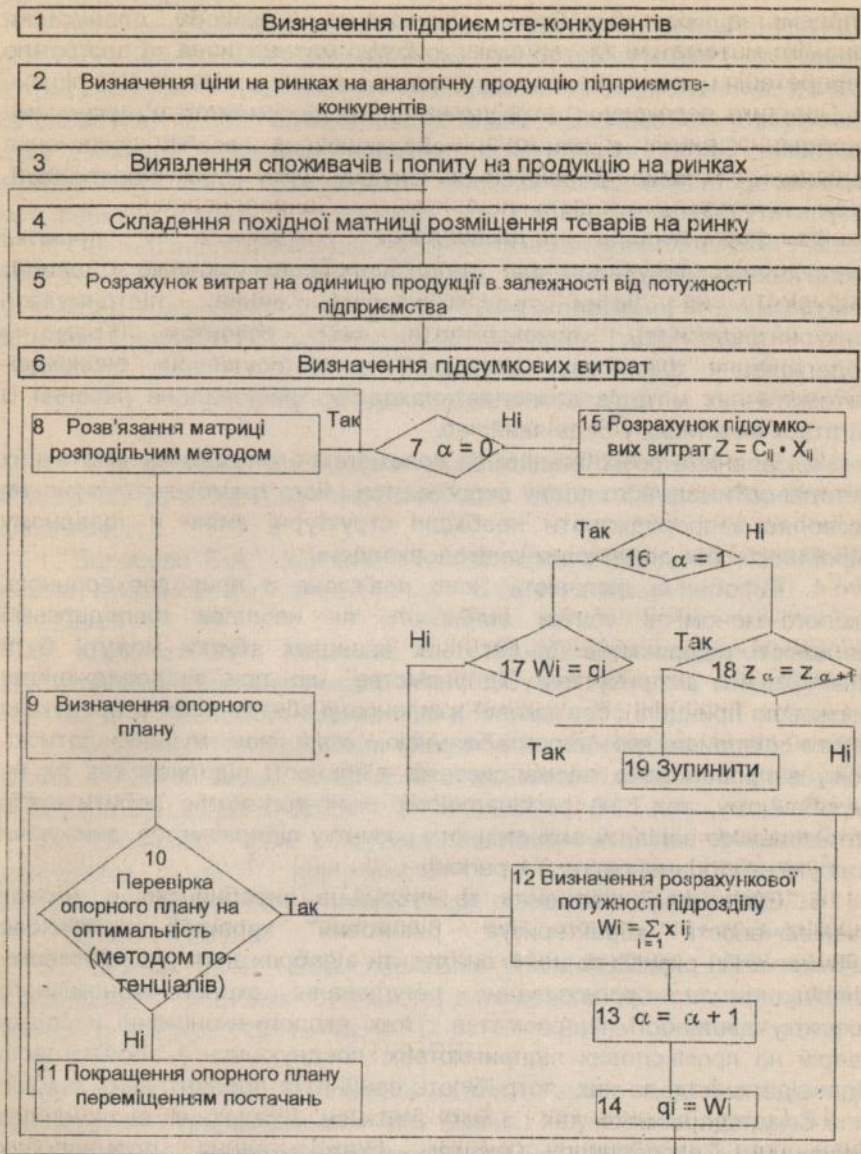 1 Визначення підприємств-конкурентів
2 Визначення ціни на ринках на аналогічну продукцію підприємств-
конкурентів
3 Виявлення споживачів і попиту на продукцію на ринках
4 Складення похідної матниці розміщення товарів на ринку
5 Розрахунок витрат на одиницю продукції в залежності від потужності
підприємства
6 Визначення підсумкових витрат
8 Розв'язання матриці
розподільчим методом
Так
7 α = 0
Ні
15 Розрахунок підсумко-
вих витрат Z = Cij • Xij
Так
16 α = 1
Ні
Ні
17 Wi = qi
Так
18 z α = z α+1
9 Визначення опорного
плану
Так
19 Зупинити
Ні
10
Перевірка
опорного плану на
оптимальність
(методом по-
тенціалів)
Так
12 Визначення розрахункової
потужності підрозділу
Wi = ∑ x ij
i = 1
13 α = α + 1
Ні
11 Покращення опорного плану
переміщенням постачань
14 qi = Wi